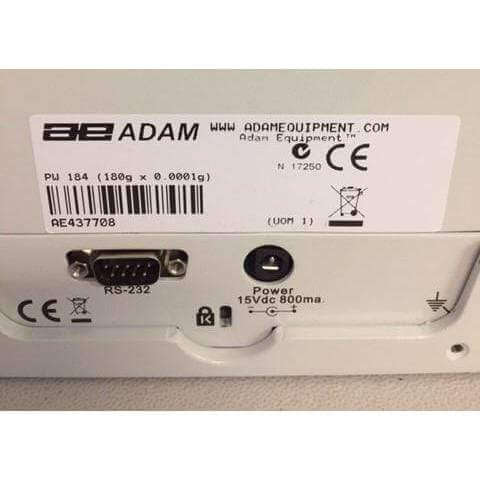 ae ADAM WWW ADAMEQUIPMENT.COM
Adam Equipment™
N 17250 CE
PW 184 (180g x 0.0001g)
AE437708 (UOM 1)
RS-232
Power
15Vdc 800ma.
CE K
- +